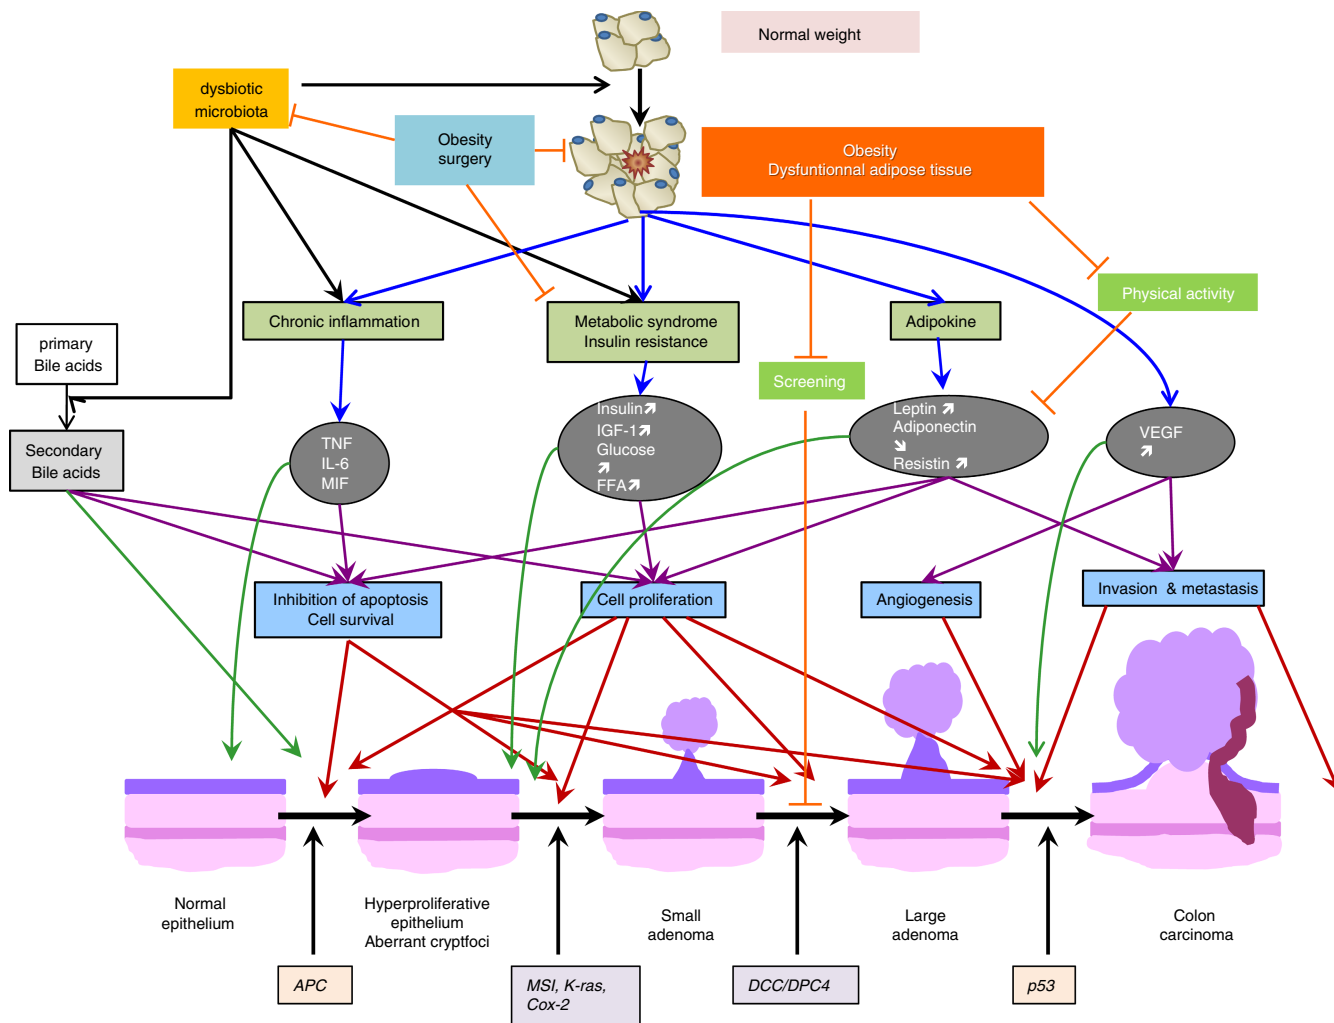 Normal weight
dysbiotic
microbiota
Obesity
surgery
Obesity
Dysfuntionnal adipose tissue
Physical activity
Chronic inflammation
Metabolic syndrome
Insulin resistance
Adipokine
primary
Bile acids
Screening
Secondary
Bile acids
TNF
IL-6
MIF
Insulin↗
IGF-1↗
Glucose
↗
FFA↗
Leptin ↗
Adiponectin
↘
Resistin ↗
VEGF
↗
Inhibition of apoptosis
Cell survival
Cell proliferation
Angiogenesis
Invasion & metastasis
Normal
epithelium
Hyperproliferative
epithelium
Aberrant cryptfoci
Small
adenoma
Large
adenoma
Colon
carcinoma
APC
MSI, K-ras,
Cox-2
DCC/DPC4
p53